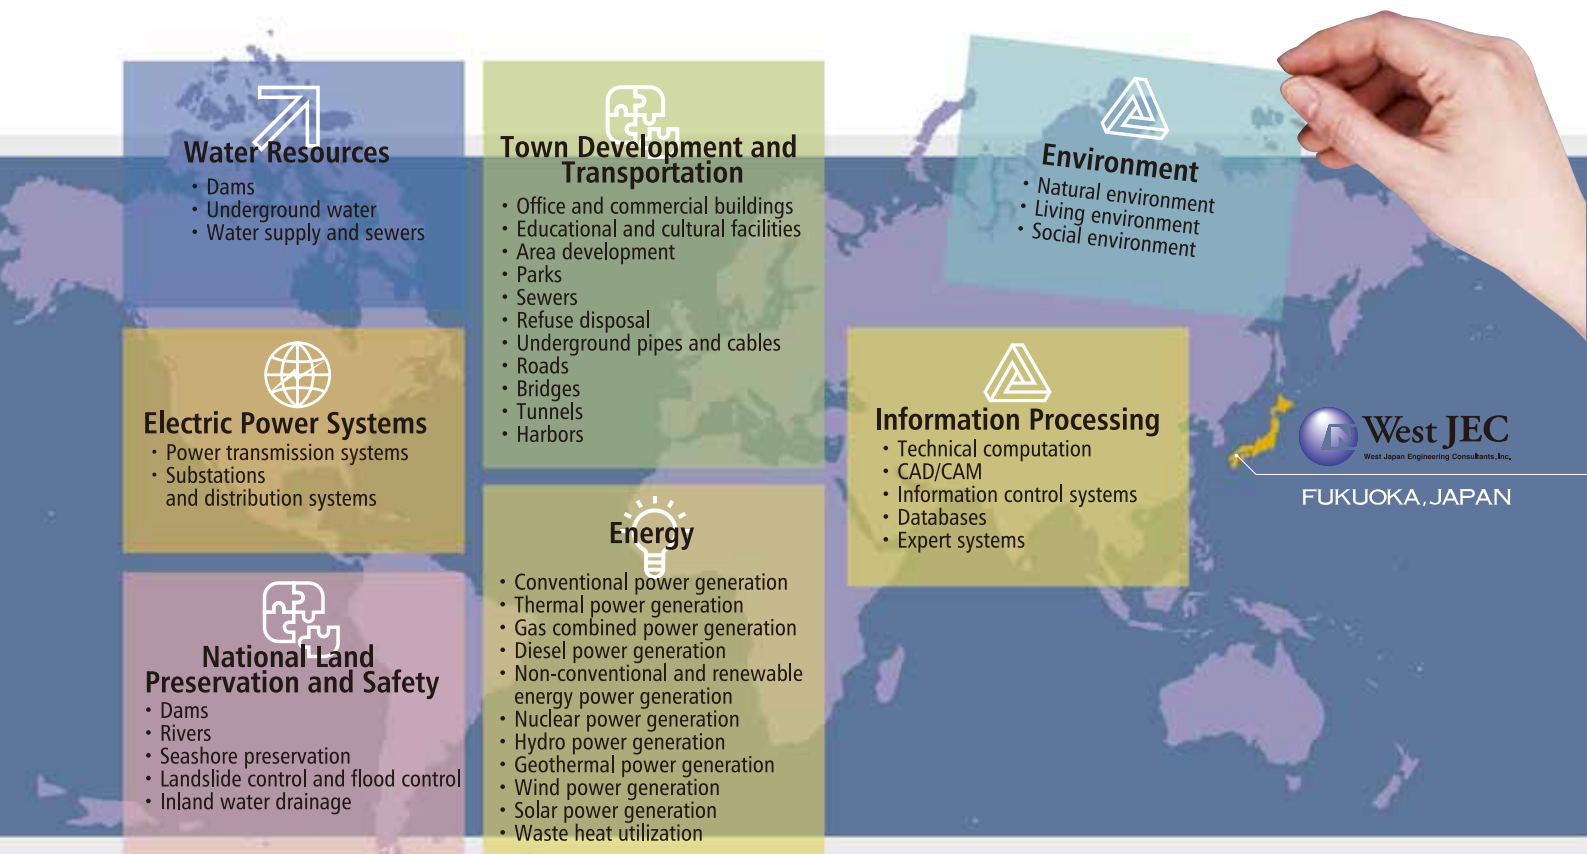 Water Resources
・Dams
・Underground water
・Water supply and sewers
Electric Power Systems
・Power transmission systems
・Substations
and distribution systems
National Land
Preservation and Safety
・Dams
・Rivers
・Seashore preservation
・Landslide control and flood control
・Inland water drainage
Town Development and
Transportation
・Office and commercial buildings
・Educational and cultural facilities
・Area development
・Parks
・Sewers
・Refuse disposal
・Underground pipes and cables
・Roads
・Bridges
・Tunnels
・Harbors
Energy
・Conventional power generation
・Thermal power generation
・Gas combined power generation
・Diesel power generation
・Non-conventional and renewable
energy power generation
・Nuclear power generation
・Hydro power generation
・Geothermal power generation
・Wind power generation
・Solar power generation
・Waste heat utilization
Environment
・Natural environment
・Living environment
・Social environment
Information Processing
・Technical computation
・CAD/CAM
・Information control systems
・Databases
・Expert systems
West JEC
West Japan Engineering Consultants, Inc.
FUKUOKA, JAPAN